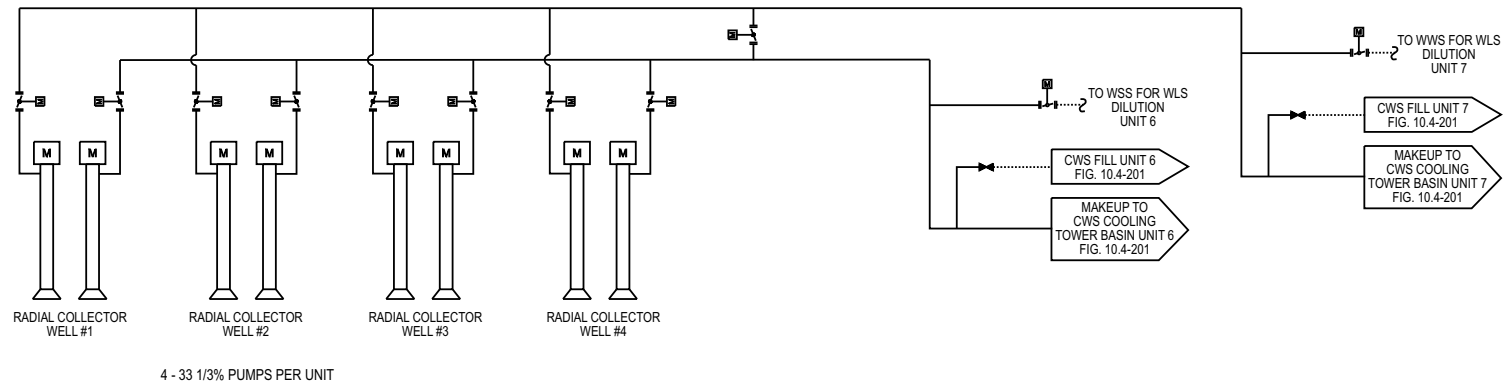 M
TO WWS FOR WLS
DILUTION
UNIT 7
M
M
TO WSS FOR WLS
DILUTION
UNIT 6
M
M
M
M
M
M
M
M
CWS FILL UNIT 7
FIG. 10.4-201
M
M
M
M
M
M
M
M
CWS FILL UNIT 6
FIG. 10.4-201
MAKEUP TO
CWS COOLING
TOWER BASIN UNIT 7
FIG. 10.4-201
MAKEUP TO
CWS COOLING
TOWER BASIN UNIT 6
FIG. 10.4-201
RADIAL COLLECTOR
WELL #1
RADIAL COLLECTOR
WELL #2
RADIAL COLLECTOR
WELL #3
RADIAL COLLECTOR
WELL #4
4 - 33 1/3% PUMPS PER UNIT